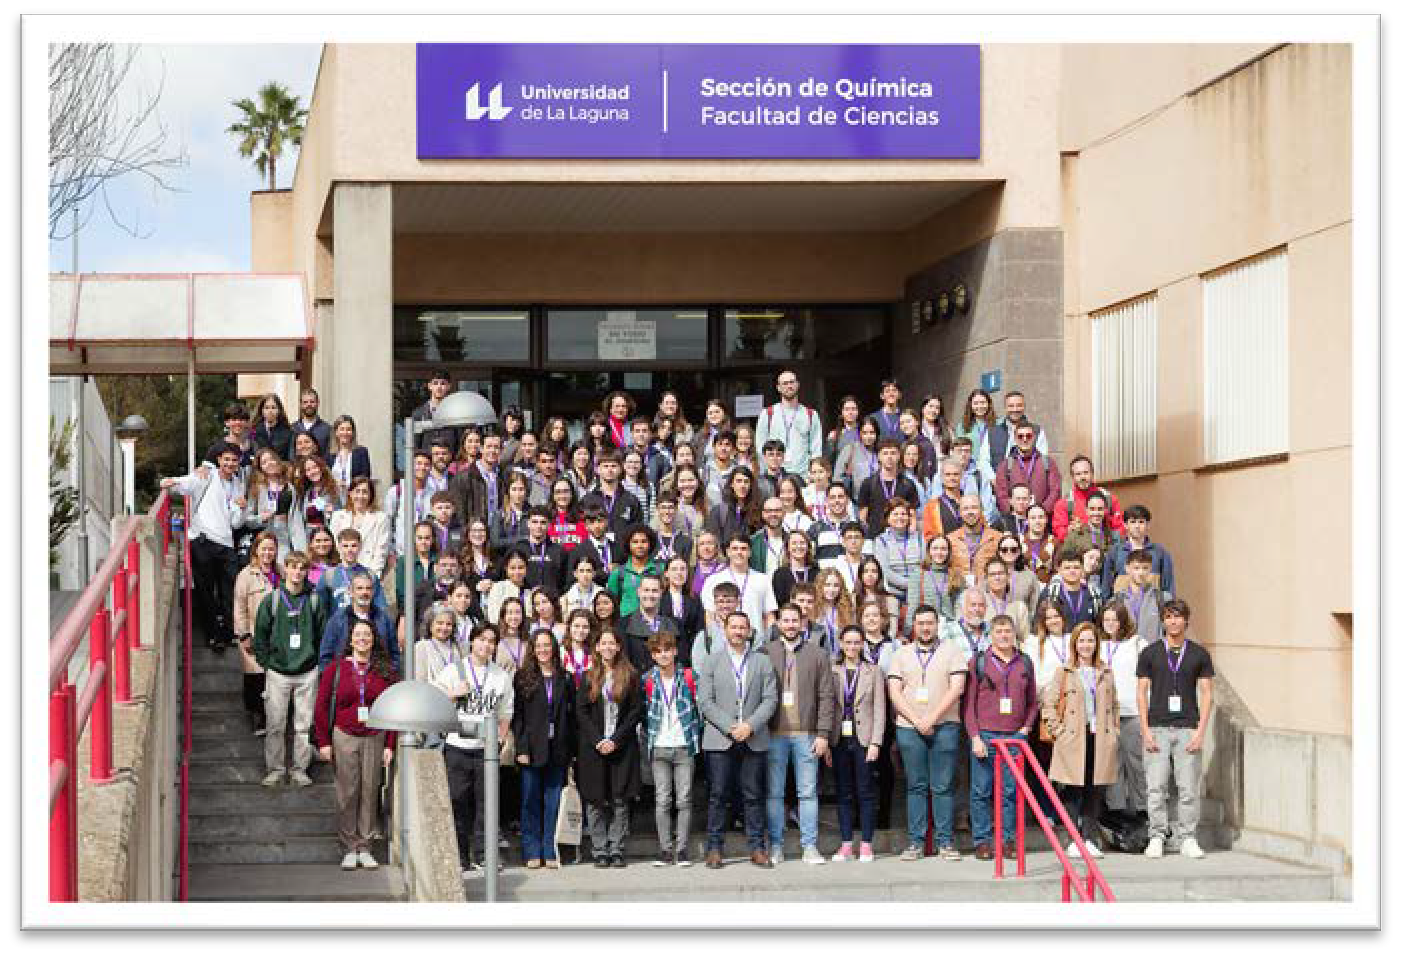 Universidad
de La Laguna
Sección de Química
Facultad de Ciencias